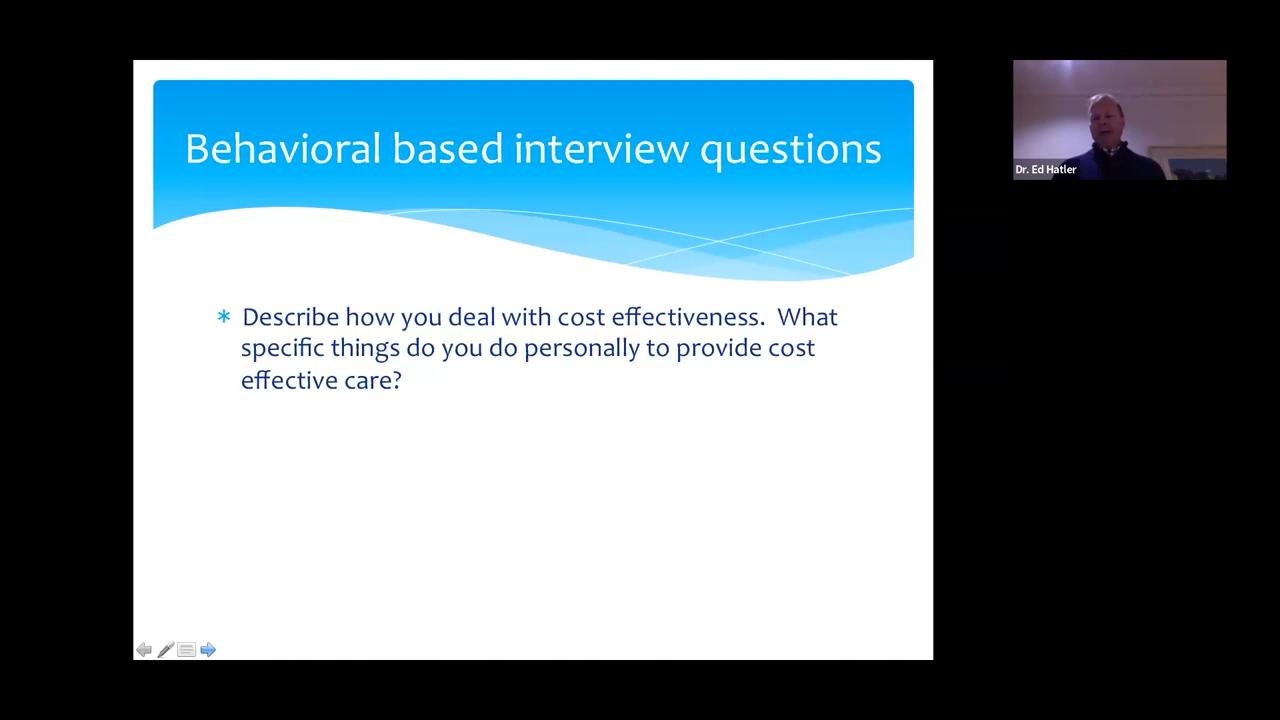 Behavioral based interview questions
* Describe how you deal with cost effectiveness.  What
specific things do you do personally to provide cost
effective care?
Dr. Ed Hatler